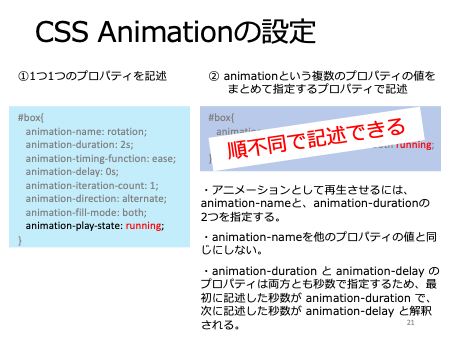 CSS Animationの設定
①1つ1つのプロパティを記述
#box{
animation-name: rotation;
animation-duration: 2s;
animation-timing-function: ease;
animation-delay: 0s;
animation-iteration-count: 1;
animation-direction: alternate;
animation-fill-mode: both;
animation-play-state: running;
}
② animationという複数のプロパティの値を
まとめて指定するプロパティで記述
#box{
running;
順不同で記述できる
・アニメーションとして再生させるには、
animation-nameと、animation-durationの
2つを指定する。
・animation-nameを他のプロパティの値と同
じにしない。
・animation-duration と animation-delay の
プロパティは両方とも秒数で指定するため、最
初に記述した秒数が animation-duration で、
次に記述した秒数が animation-delay と解釈
される。
21